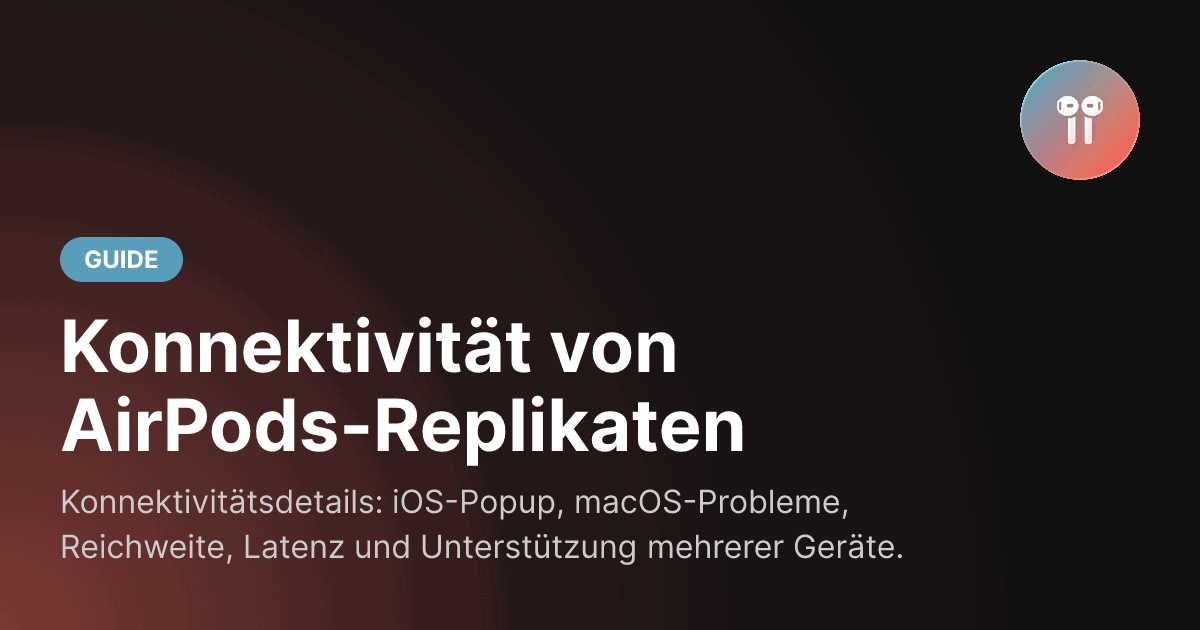 GUIDE
Konnektivität von
AirPods-Replikaten
Konnektivitätsdetails: iOS-Popup, macOS-Probleme,
Reichweite, Latenz und Unterstützung mehrerer Geräte.